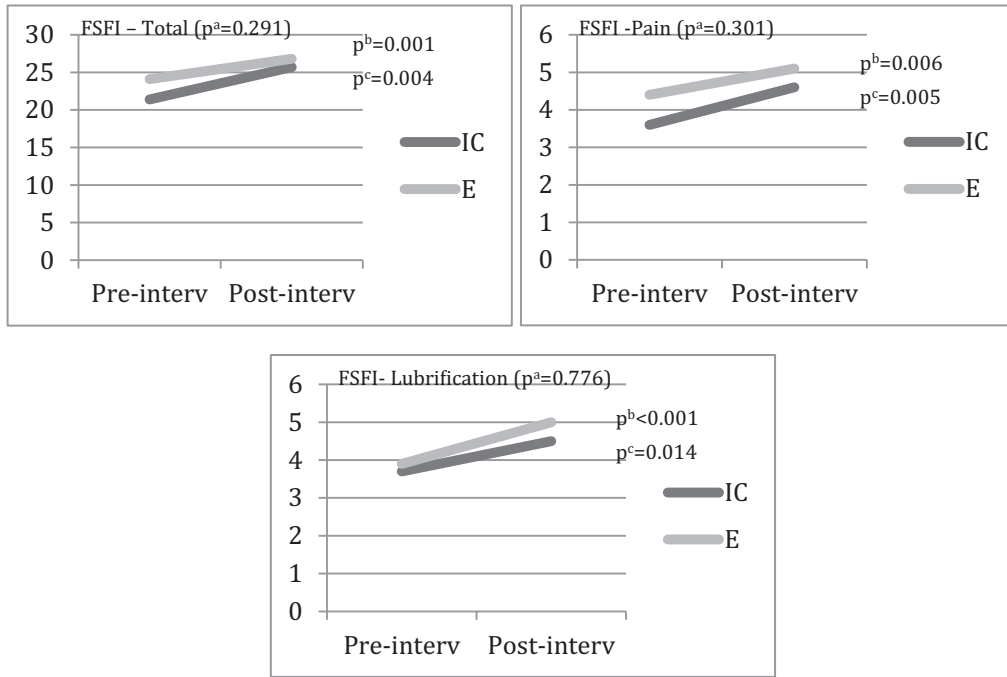 FSFI – Total (pᵃ=0.291)
30
25
20
15
10
5
0
pᵇ=0.001
pᶜ=0.004
IC
E
Pre-interv Post-interv
FSFI -Pain (pᵃ=0.301)
6
5
4
3
2
1
0
pᵇ=0.006
pᶜ=0.005
IC
E
Pre-interv Post-interv
FSFI- Lubrification (pᵃ=0.776)
6
5
4
3
2
1
0
pᵇ<0.001
pᶜ=0.014
IC
E
Pre-interv Post-interv